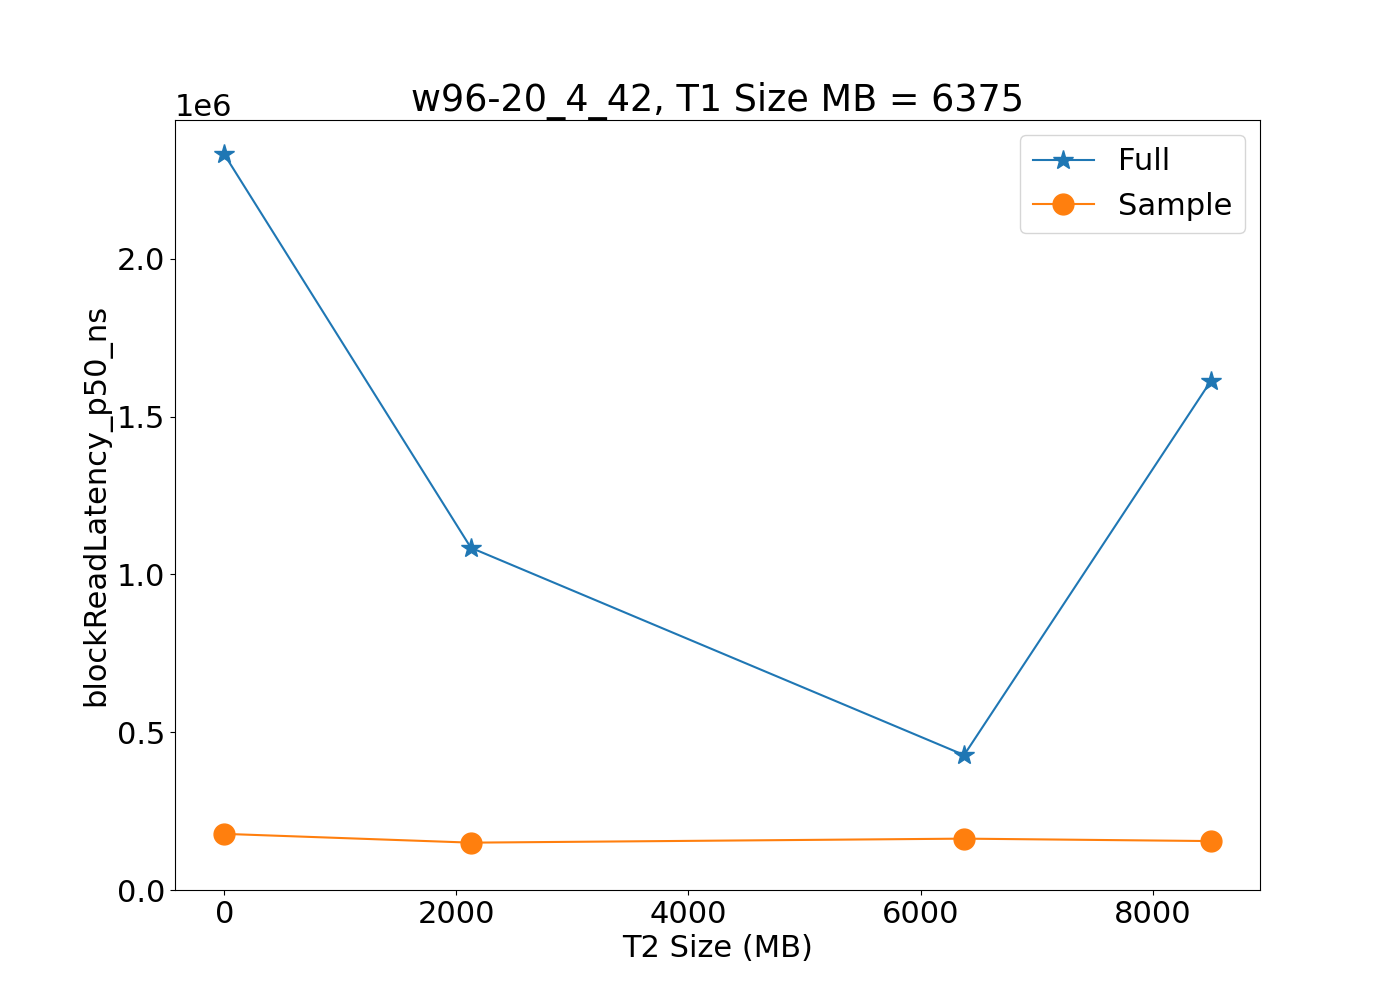 w96-20_4_42, T1 Size MB = 6375
1e6
Full
Sample
2.0
1.5
1.0
0.5
0.0
blockReadLatency_p50_ns
0 2000 4000 6000 8000
T2 Size (MB)